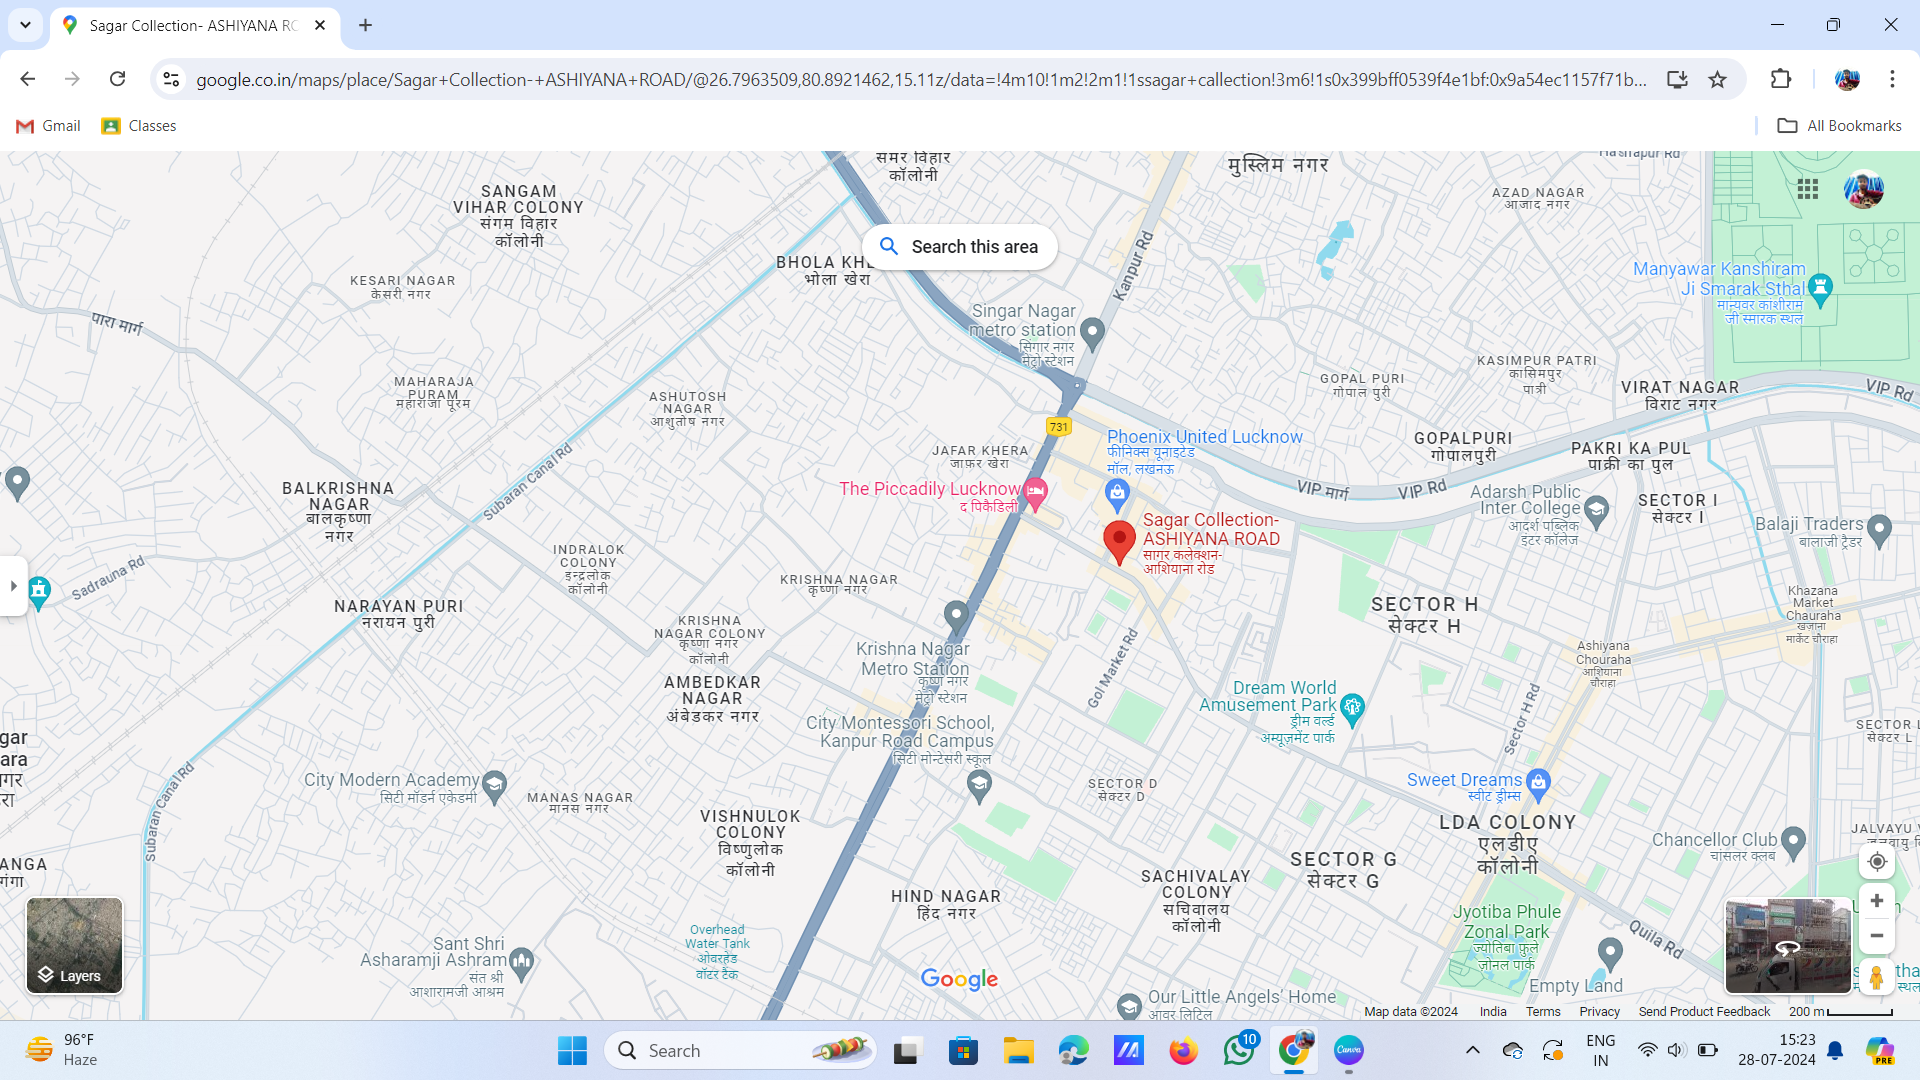 Sagar Collection- ASHIYANA RO
google.co.in/maps/place/Sagar+Collection-+ASHIYANA+ROAD/@26.7963509,80.8921462,15.11z/data=!4m10!1m2!2m1!1ssagar+callection!3m6!1s0x399bff0539f4e1bf:0x9a54ec1157f71b...
Gmail
Classes
All Bookmarks
समर विहार
कॉलोनी
मुस्लिम नगर
SANGAM
VIHAR COLONY
संगम विहार
कॉलोनी
AZAD NAGAR
आजाद नगर
Search this area
BHOLA KHE
भोला खेरा
Kanpur Rd
KESARI NAGAR
केसरी नगर
Manyawar Kanshiram
Ji Smarak Sthal
मान्यवर कांशीराम
जी स्मारक स्थल
पारा मार्ग
Singar Nagar
metro station
सिंगार नगर
मेट्रो स्टेशन
MAHARAJA
PURAM
महाराजा पूरम
ASHUTOSH
NAGAR
आशुतोष नगर
GOPAL PURI
गोपाल पुरी
KASIMPUR PATRI
कासिमपुर
पात्री
VIRAT NAGAR
विराट नगर
VIP Rd
731
Phoenix United Lucknow
फीनिक्स यूनाइटेड
मॉल, लखनऊ
JAFAR KHERA
जाफ़र खेरा
GOPALPURI
गोपालपुरी
PAKRI KA PUL
पाक्री का पुल
Subaran Canal Rd
BALKRISHNA
NAGAR
बालकृष्णा
नगर
The Piccadily Lucknow
द पिकैडिली
VIP मार्ग
VIP Rd
Adarsh Public
Inter College
आदर्श पब्लिक
इंटर कॉलेज
SECTOR I
सेक्टर I
Sagar Collection-
ASHIYANA ROAD
सागर कलेक्शन-
आशियाना रोड
Balaji Traders
बालाजी ट्रैडर
INDRALOK
COLONY
इन्द्रलोक
कॉलोनी
Sadrauna Rd
KRISHNA NAGAR
कृष्णा नगर
NARAYAN PURI
नरायन पुरी
SECTOR H
सेक्टर H
Khazana
Market
Chauraha
खजाना
मार्केट चौराहा
KRISHNA
NAGAR COLONY
कृष्णा नगर
कॉलोनी
Krishna Nagar
Metro Station
कृष्णा नगर
मेट्रो स्टेशन
Gol Market Rd
Ashiyana
Chouraha
आशियाना
चौराहा
AMBEDKAR
NAGAR
अंबेडकर नगर
Dream World
Amusement Park
ड्रीम वर्ल्ड
अम्यूज़मेंट पार्क
Sector H Rd
City Montessori School,
Kanpur Road Campus
सिटी मोन्टेसरी स्कूल
SECTOR L
सेक्टर L
gar
ara
City Modern Academy
सिटी मॉडर्न एकेडमी
Subaran Canal Rd
MANAS NAGAR
मानस नगर
SECTOR D
सेक्टर D
Sweet Dreams
स्वीट ड्रीम्स
VISHNULOK
COLONY
विष्णुलोक
कॉलोनी
LDA COLONY
एलडीए
कॉलोनी
Chancellor Club
चांसलर क्लब
JALVAYU
ANGA
गंगा
SECTOR G
सेक्टर G
HIND NAGAR
हिंद नगर
SACHIVALAY
COLONY
सचिवालय
कॉलोनी
Jyotiba Phule
Zonal Park
ज्योतिबा फुले
जोनल पार्क
Quila Rd
Overhead
Water Tank
ओवरहेड
वॉटर टैंक
Sant Shri
Asharamji Ashram
संत श्री
आशारामजी आश्रम
Layers
Google
Empty Land
Our Little Angels' Home
आवर लिटिल
Map data ©2024
India
Terms
Privacy
Send Product Feedback
200 m
96°F
Haze
Search
10
Canva
ENG
IN
15:23
28-07-2024
PRE